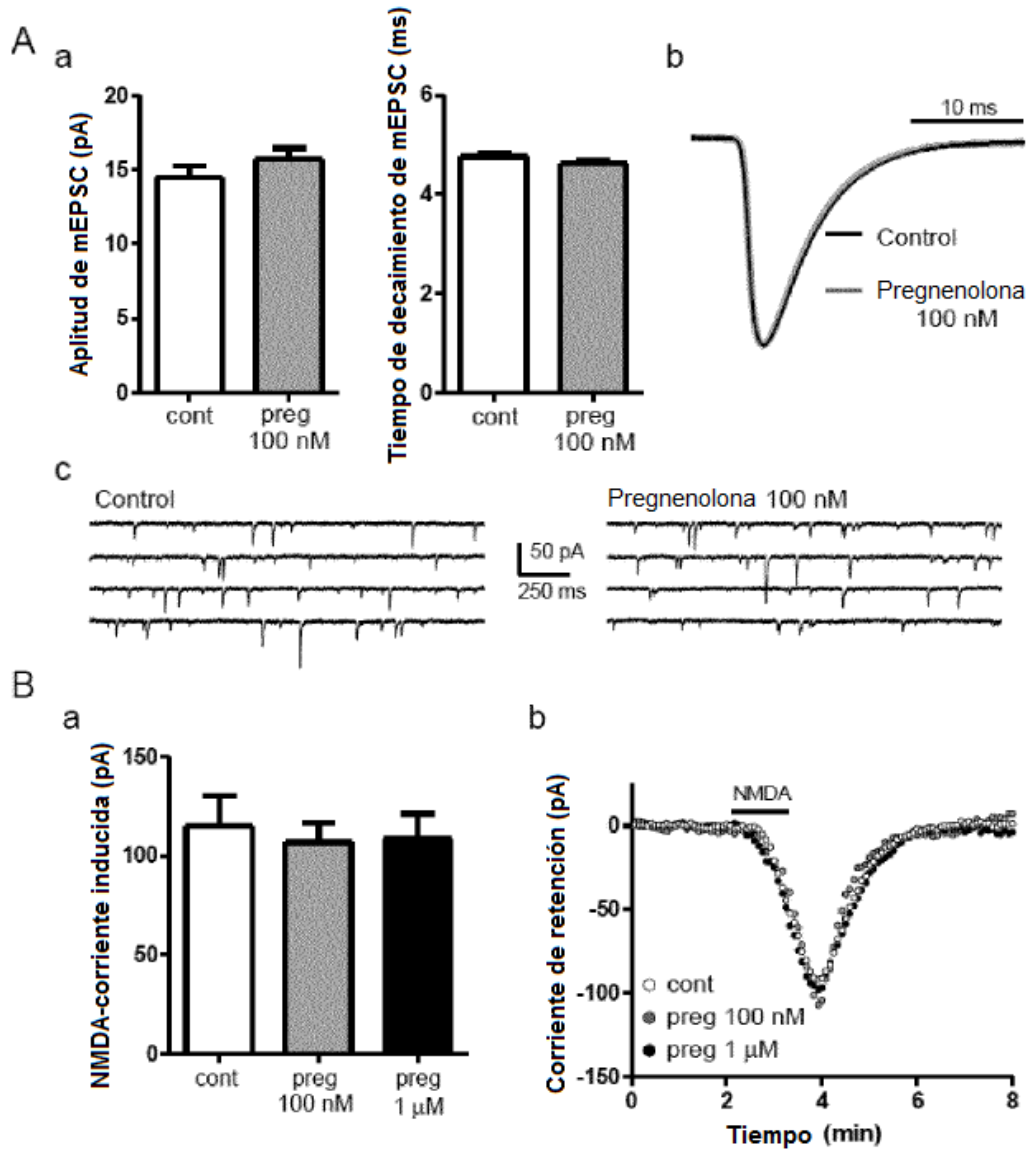 A
a
Aplitud de mEPSC (pA)
20
15
10
5
0
cont
preg
100 nM
Tiempo de decaimiento de mEPSC (ms)
6
4
2
0
cont
preg
100 nM
b
10 ms
Control
Pregnenolona
100 nM
c
Control
50 pA
250 ms
Pregnenolona 100 nM
B
a
NMDA-corriente inducida (pA)
150
100
50
0
cont
preg
100 nM
preg
1 µM
b
Corriente de retención (pA)
NMDA
0
-50
-100
-150
cont
preg 100 nM
preg 1 µM
0
2
4
6
8
Tiempo (min)